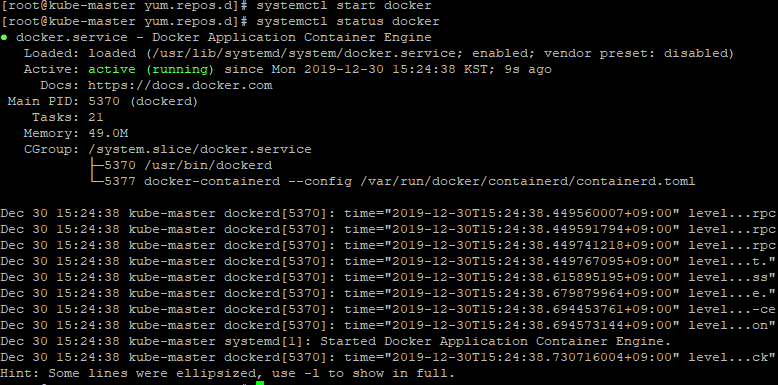 [root@kube-master yum.repos.d]# systemctl start docker
[root@kube-master yum.repos.d]# systemctl status docker
● docker.service - Docker Application Container Engine
   Loaded: loaded (/usr/lib/systemd/system/docker.service; enabled; vendor preset: disabled)
   Active: active (running) since Mon 2019-12-30 15:24:38 KST; 9s ago
     Docs: https://docs.docker.com
 Main PID: 5370 (dockerd)
    Tasks: 21
   Memory: 49.0M
   CGroup: /system.slice/docker.service
           ├─5370 /usr/bin/dockerd
           └─5377 docker-containerd --config /var/run/docker/containerd/containerd.toml

Dec 30 15:24:38 kube-master dockerd[5370]: time="2019-12-30T15:24:38.449560007+09:00" level...rpc
Dec 30 15:24:38 kube-master dockerd[5370]: time="2019-12-30T15:24:38.449591794+09:00" level...rpc
Dec 30 15:24:38 kube-master dockerd[5370]: time="2019-12-30T15:24:38.449741218+09:00" level...rpc
Dec 30 15:24:38 kube-master dockerd[5370]: time="2019-12-30T15:24:38.449767095+09:00" level...t."
Dec 30 15:24:38 kube-master dockerd[5370]: time="2019-12-30T15:24:38.615895195+09:00" level...ss"
Dec 30 15:24:38 kube-master dockerd[5370]: time="2019-12-30T15:24:38.679879964+09:00" level...e."
Dec 30 15:24:38 kube-master dockerd[5370]: time="2019-12-30T15:24:38.694453761+09:00" level...-ce
Dec 30 15:24:38 kube-master dockerd[5370]: time="2019-12-30T15:24:38.694573144+09:00" level...on"
Dec 30 15:24:38 kube-master systemd[1]: Started Docker Application Container Engine.
Dec 30 15:24:38 kube-master dockerd[5370]: time="2019-12-30T15:24:38.730716004+09:00" level...ck"
Hint: Some lines were ellipsized, use -l to show in full.